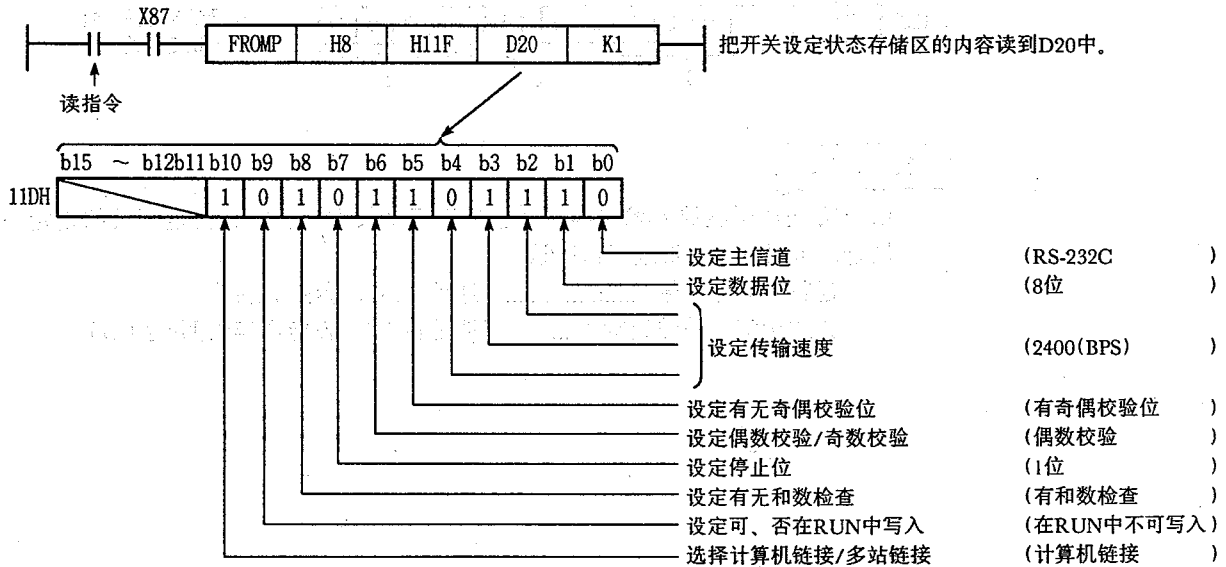 X87
FROMP H8 H11F D20 K1 把开关设定状态存储区的内容读到D20中。
读指令
b15 ~ b12 b11 b10 b9 b8 b7 b6 b5 b4 b3 b2 b1 b0
11DH 1 0 1 0 1 1 0 1 1 1 0
设定主信道 (RS-232C )
设定数据位 (8位 )
设定传输速度 (2400(BPS) )
设定有无奇偶校验位 (有奇偶校验位 )
设定偶数校验/奇数校验 (偶数校验 )
设定停止位 (1位 )
设定有无和数检查 (有和数检查 )
设定可、否在RUN中写入 (在RUN中不可写入)
选择计算机链接/多站链接 (计算机链接 )